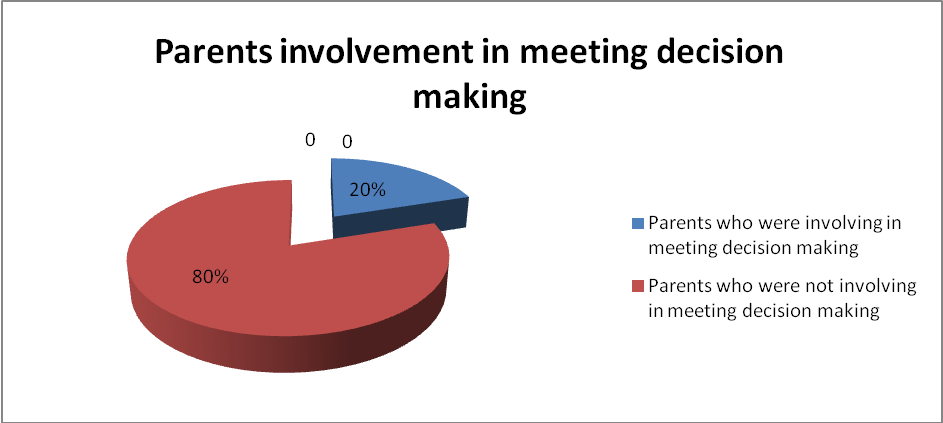 Parents involvement in meeting decision
making
0
0
20%
80%
Parents who were involving in
meeting decision making
Parents who were not involving
in meeting decision making